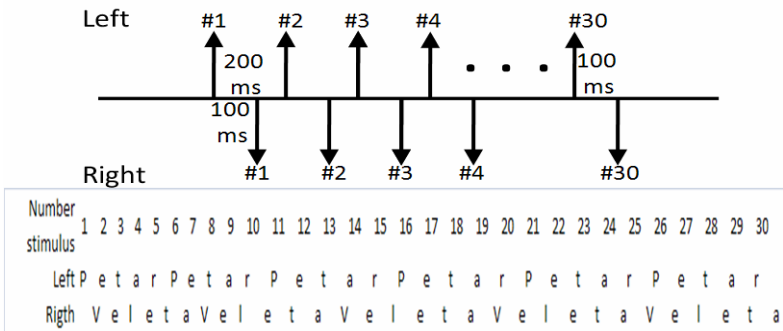 Left #1 #2 #3 #4 #30
200 ms 100 ms
. . .
100 ms
Right #1 #2 #3 #4 #30
Number stimulus 1 2 3 4 5 6 7 8 9 10 11 12 13 14 15 16 17 18 19 20 21 22 23 24 25 26 27 28 29 30
Left P e t a r P e t a r P e t a r P e t a r P e t a r P e t a r
Rigth V e l e t a V e l e t a V e l e t a V e l e t a V e l e t a